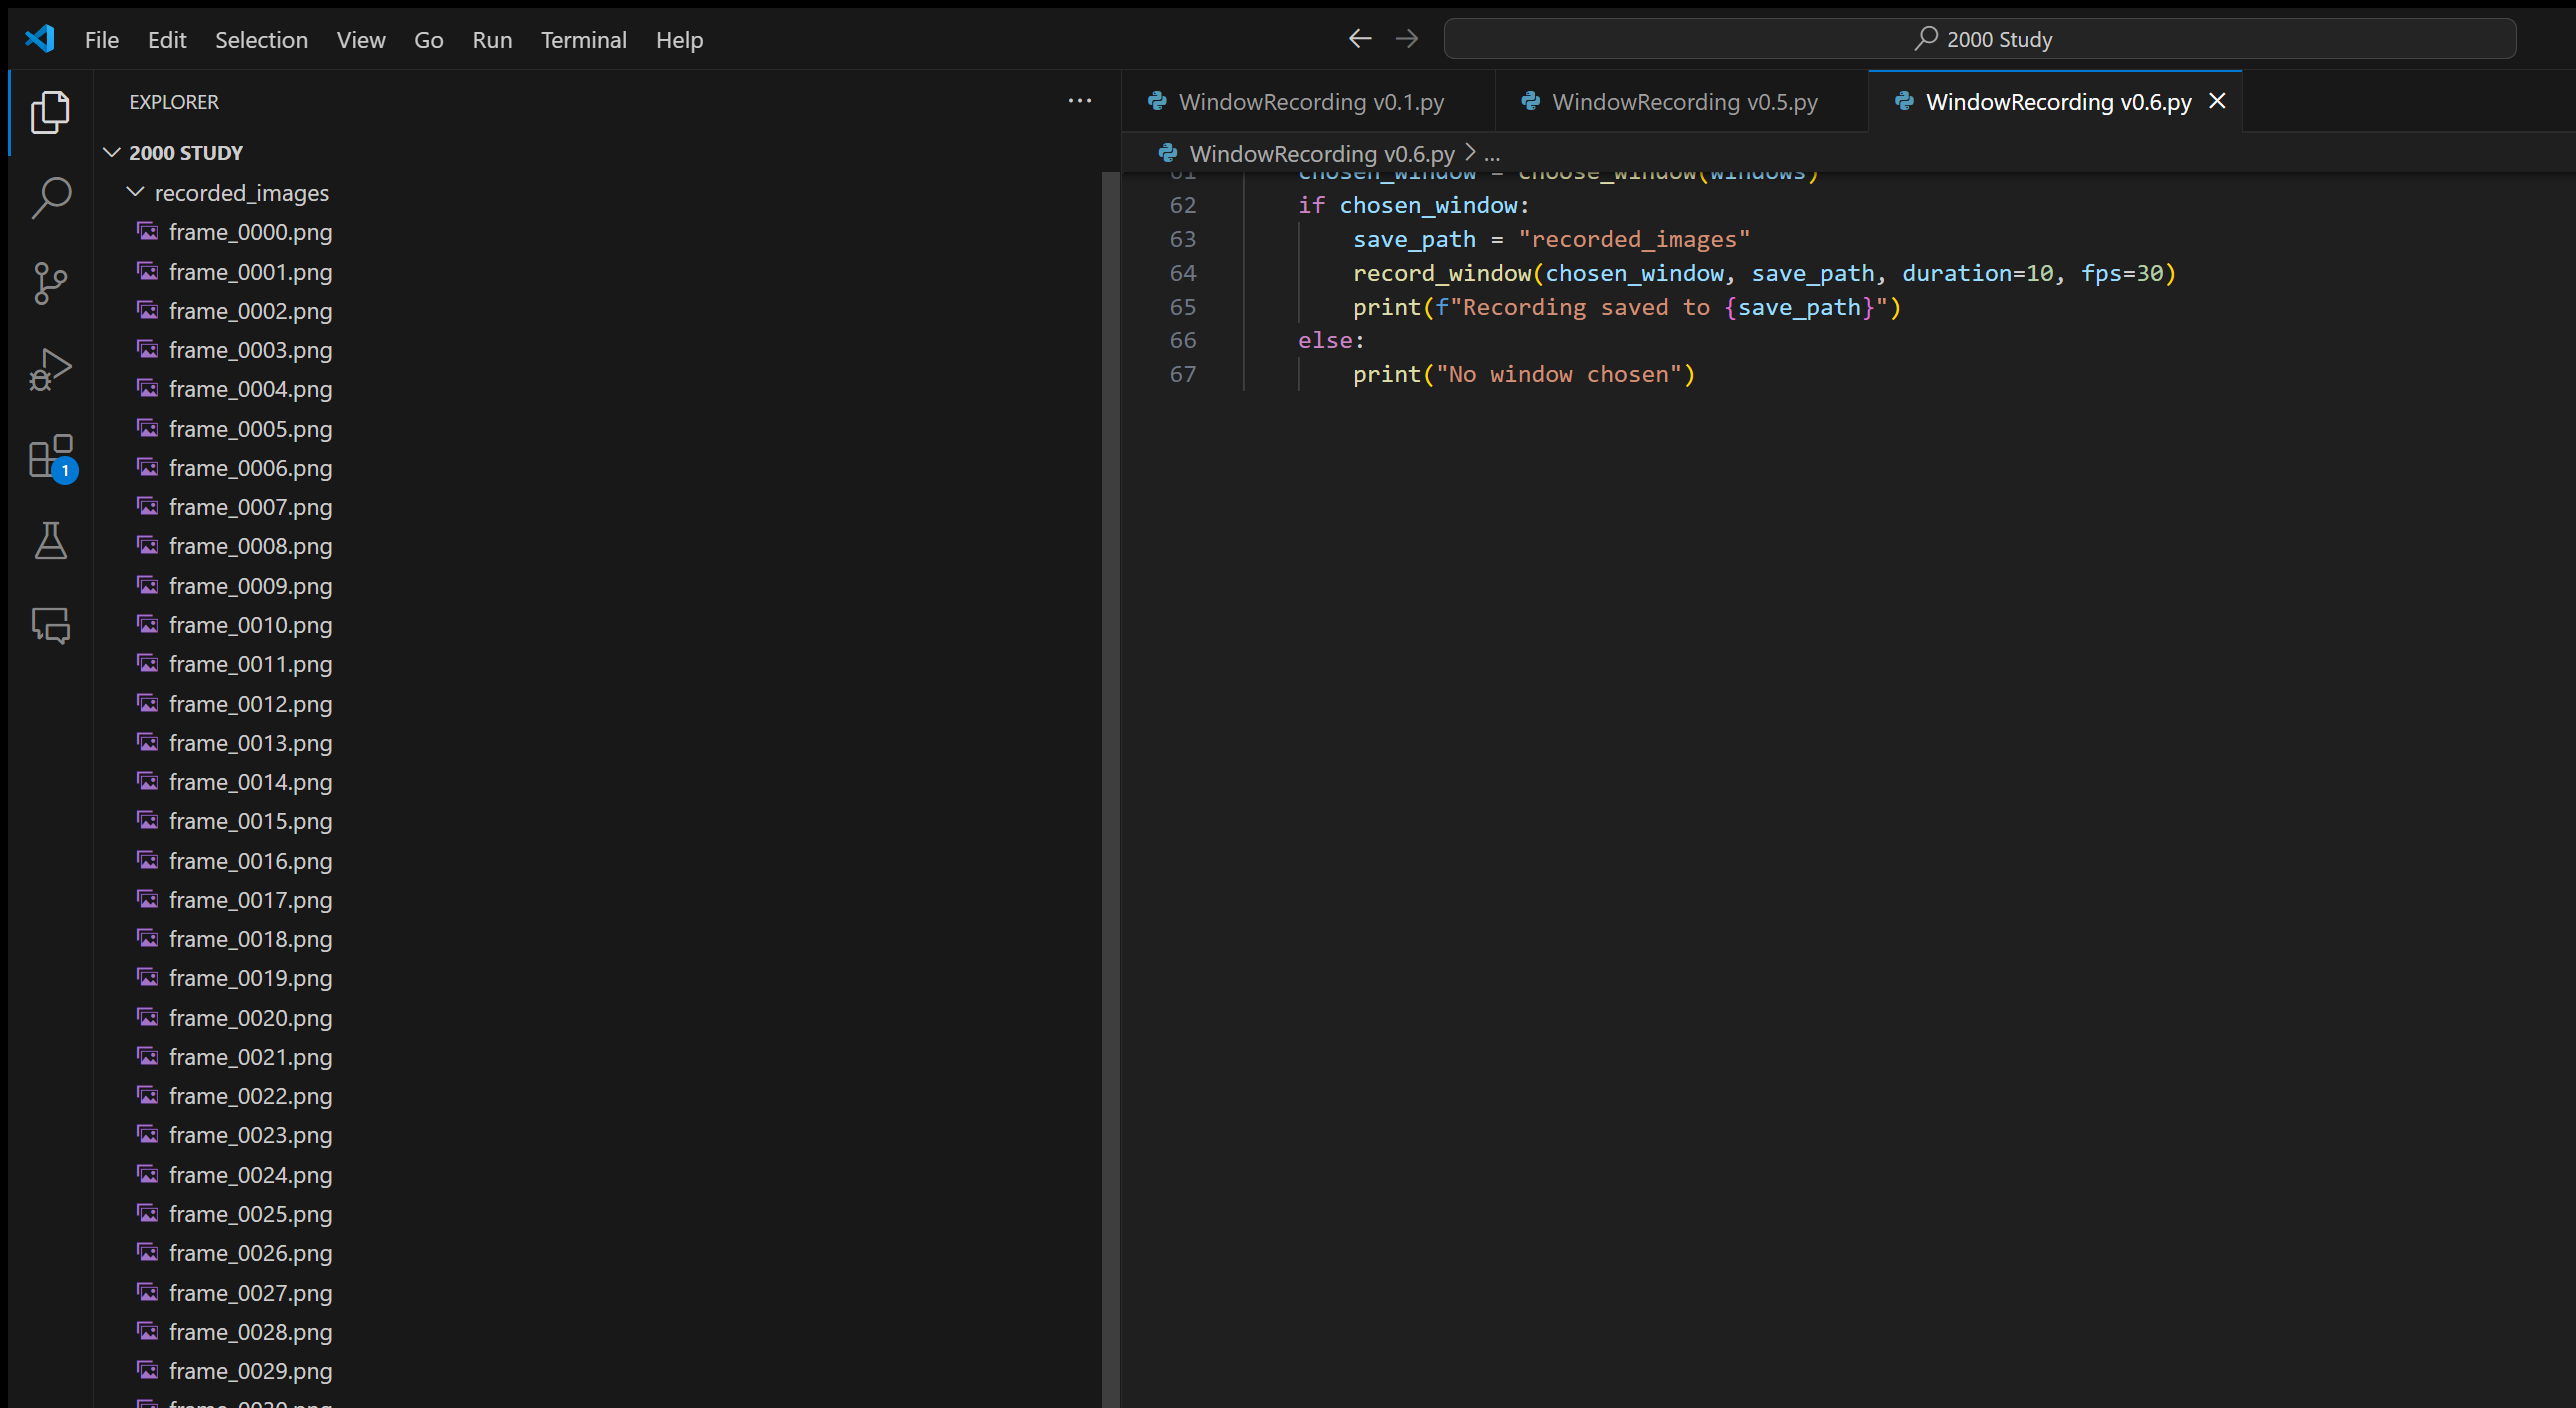 File Edit Selection View Go Run Terminal Help
2000 Study
EXPLORER
2000 STUDY
recorded_images
frame_0000.png
frame_0001.png
frame_0002.png
frame_0003.png
frame_0004.png
frame_0005.png
frame_0006.png
frame_0007.png
frame_0008.png
frame_0009.png
frame_0010.png
frame_0011.png
frame_0012.png
frame_0013.png
frame_0014.png
frame_0015.png
frame_0016.png
frame_0017.png
frame_0018.png
frame_0019.png
frame_0020.png
frame_0021.png
frame_0022.png
frame_0023.png
frame_0024.png
frame_0025.png
frame_0026.png
frame_0027.png
frame_0028.png
frame_0029.png
frame_0030.png
1
WindowRecording v0.1.py WindowRecording v0.5.py WindowRecording v0.6.py
WindowRecording v0.6.py > ...
61 chosen_window = choose_window(windows)
62 if chosen_window:
63 save_path = "recorded_images"
64 record_window(chosen_window, save_path, duration=10, fps=30)
65 print(f"Recording saved to {save_path}")
66 else:
67 print("No window chosen")